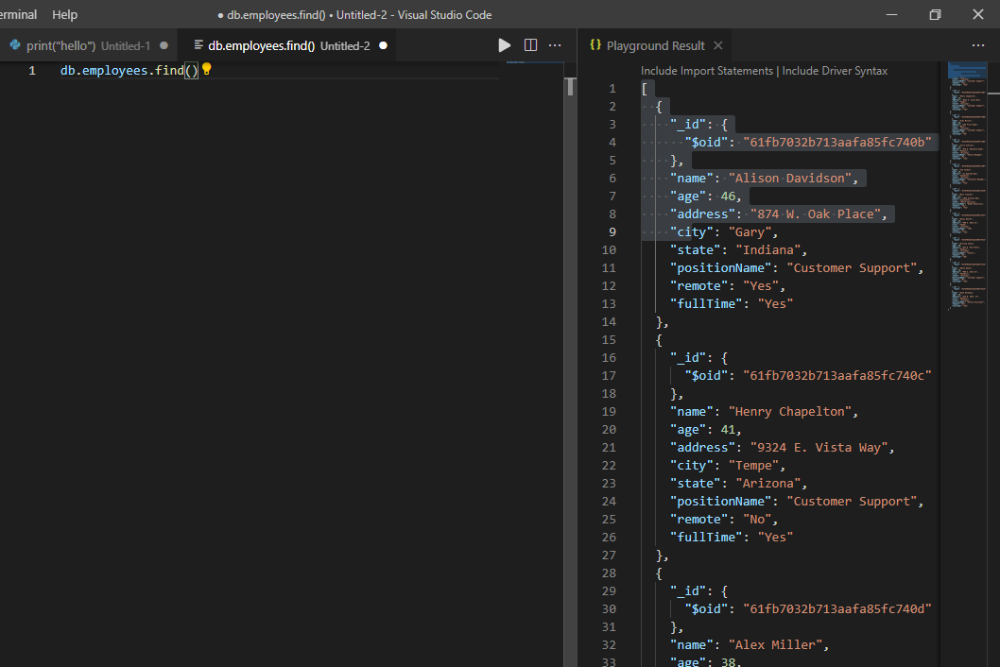 erminal Help ● db.employees.find() • Untitled-2 - Visual Studio Code
print("hello") Untitled-1 ● db.employees.find() Untitled-2 ●
1 db.employees.find()
{} Playground Result ×
Include Import Statements | Include Driver Syntax
1 [
2 {
3 "_id": {
4 "$oid": "61fb7032b713aafa85fc740b"
5 },
6 "name": "Alison Davidson",
7 "age": 46,
8 "address": "874 W. Oak Place",
9 "city": "Gary",
10 "state": "Indiana",
11 "positionName": "Customer Support",
12 "remote": "Yes",
13 "fullTime": "Yes"
14 },
15 {
16 "_id": {
17 "$oid": "61fb7032b713aafa85fc740c"
18 },
19 "name": "Henry Chapelton",
20 "age": 41,
21 "address": "9324 E. Vista Way",
22 "city": "Tempe",
23 "state": "Arizona",
24 "positionName": "Customer Support",
25 "remote": "No",
26 "fullTime": "Yes"
27 },
28 {
29 "_id": {
30 "$oid": "61fb7032b713aafa85fc740d"
31 },
32 "name": "Alex Miller",
33 "age": 38,